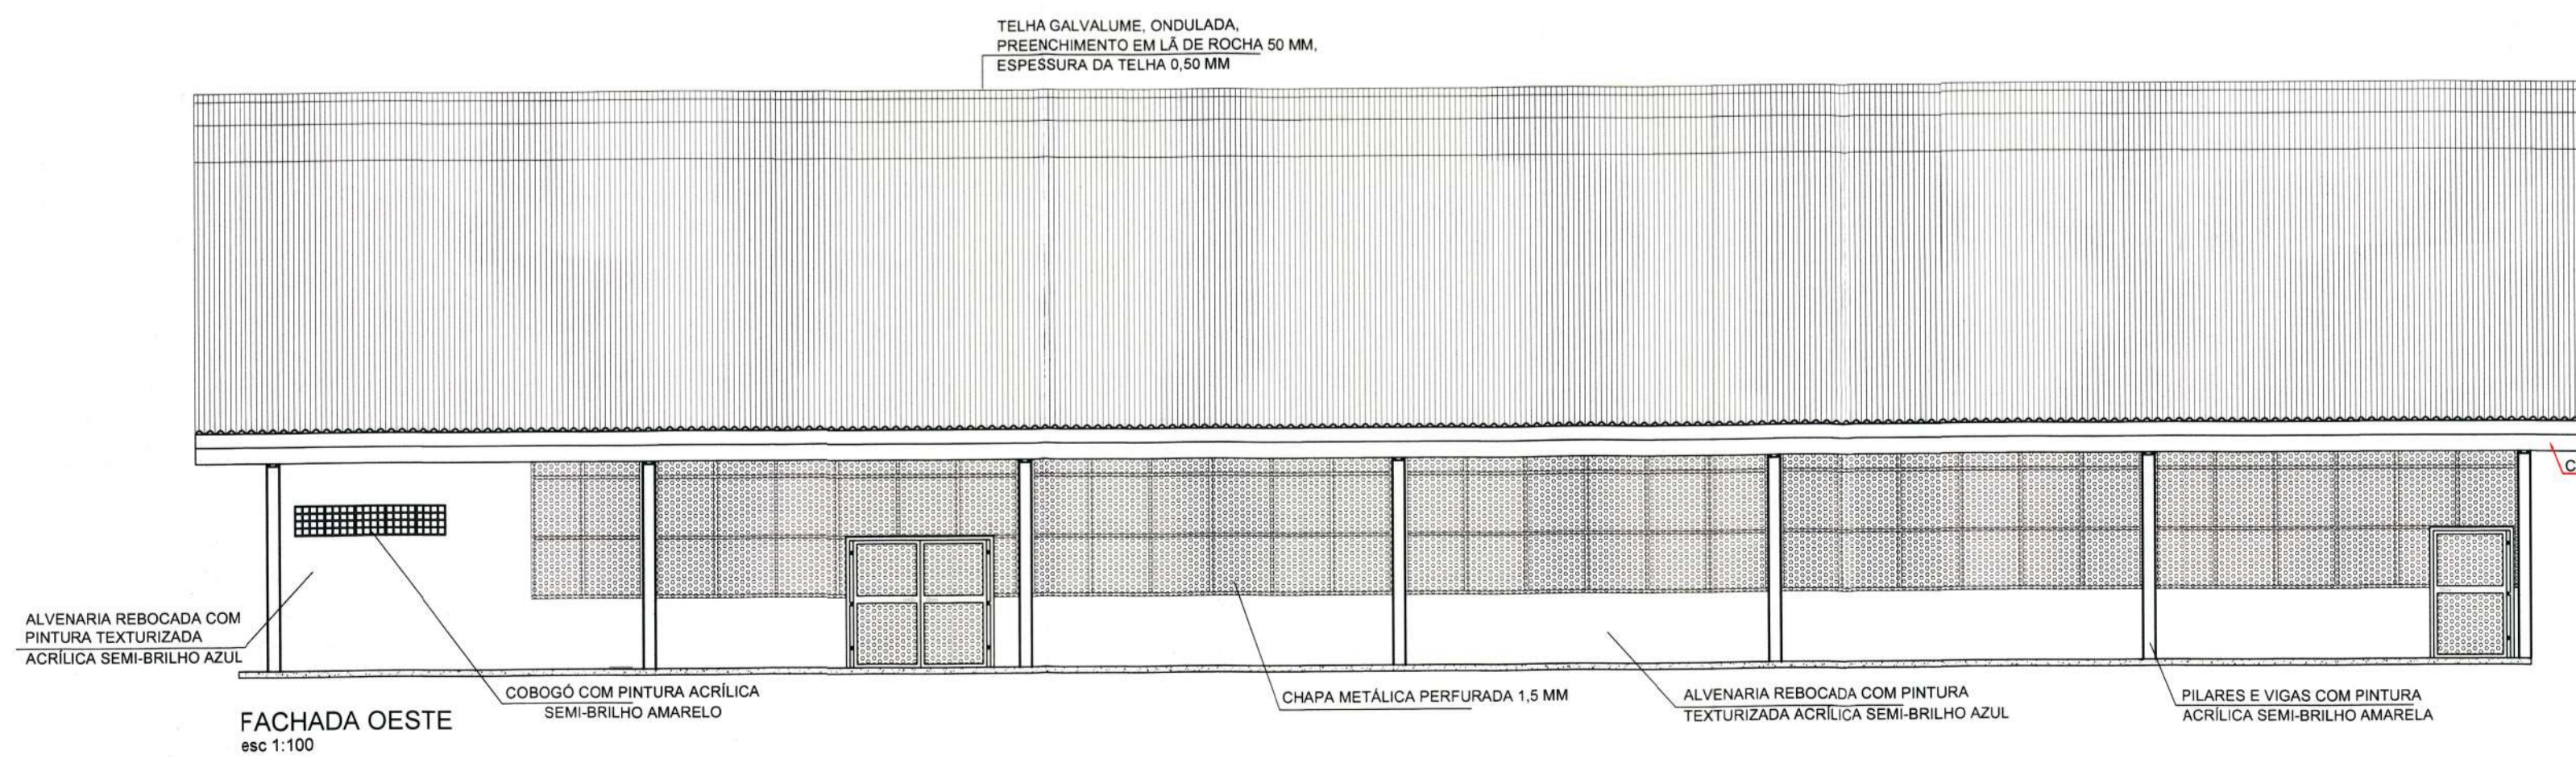 TELHA GALVALUME, ONDULADA,
PREENCHIMENTO EM LÃ DE ROCHA 50 MM,
ESPESSURA DA TELHA 0,50 MM
C
ALVENARIA REBOCADA COM
PINTURA TEXTURIZADA
ACRÍLICA SEMI-BRILHO AZUL
COBOGÓ COM PINTURA ACRÍLICA
SEMI-BRILHO AMARELO
CHAPA METÁLICA PERFURADA 1,5 MM
ALVENARIA REBOCADA COM PINTURA
TEXTURIZADA ACRÍLICA SEMI-BRILHO AZUL
PILARES E VIGAS COM PINTURA
ACRÍLICA SEMI-BRILHO AMARELA
FACHADA OESTE
esc 1:100